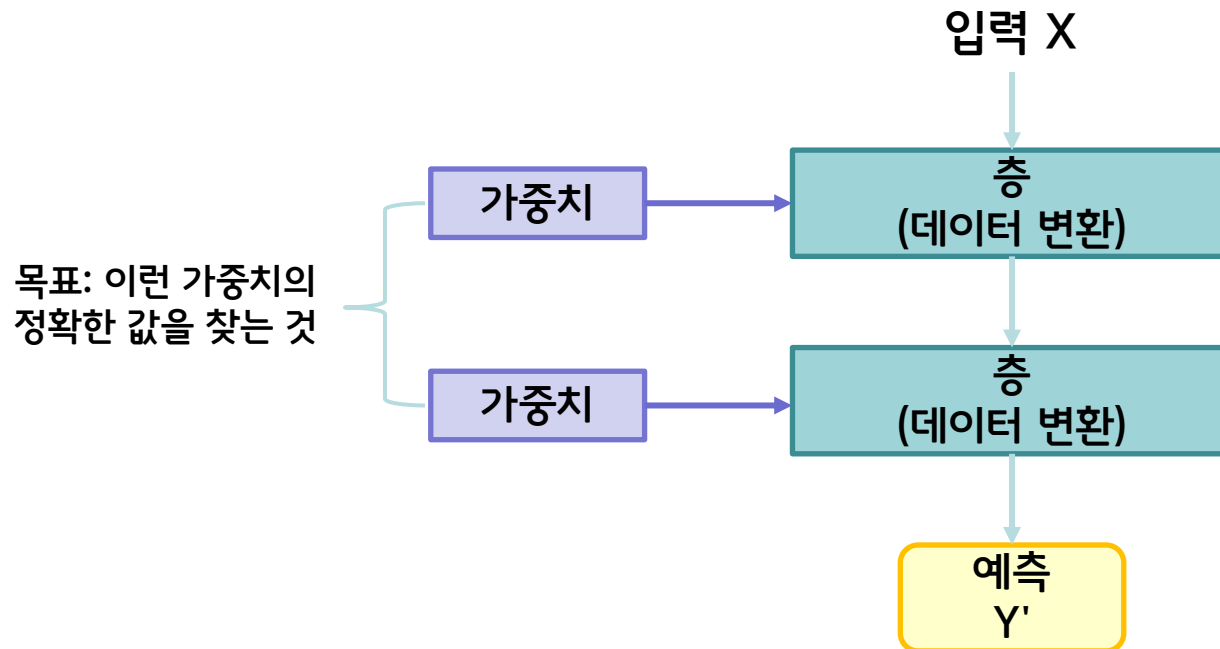 입력 X
가중치
층
(데이터 변환)
목표: 이런 가중치의
정확한 값을 찾는 것
가중치
층
(데이터 변환)
예측
Y'